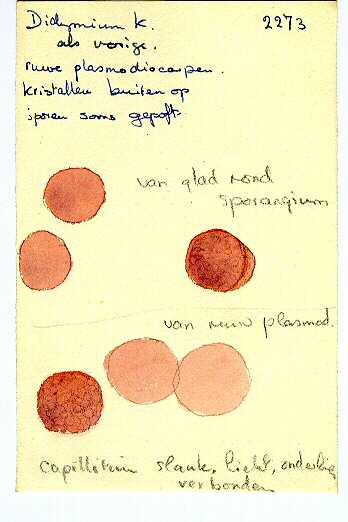 Didymium k. 2273
als vorige.
ruwe plasmodiocarpen.
kristallen buiten op
sporen soms gepoft
van glad rond
sporangium
van ruw plasmod.
Capillitium slank, licht, onderling
verbonden